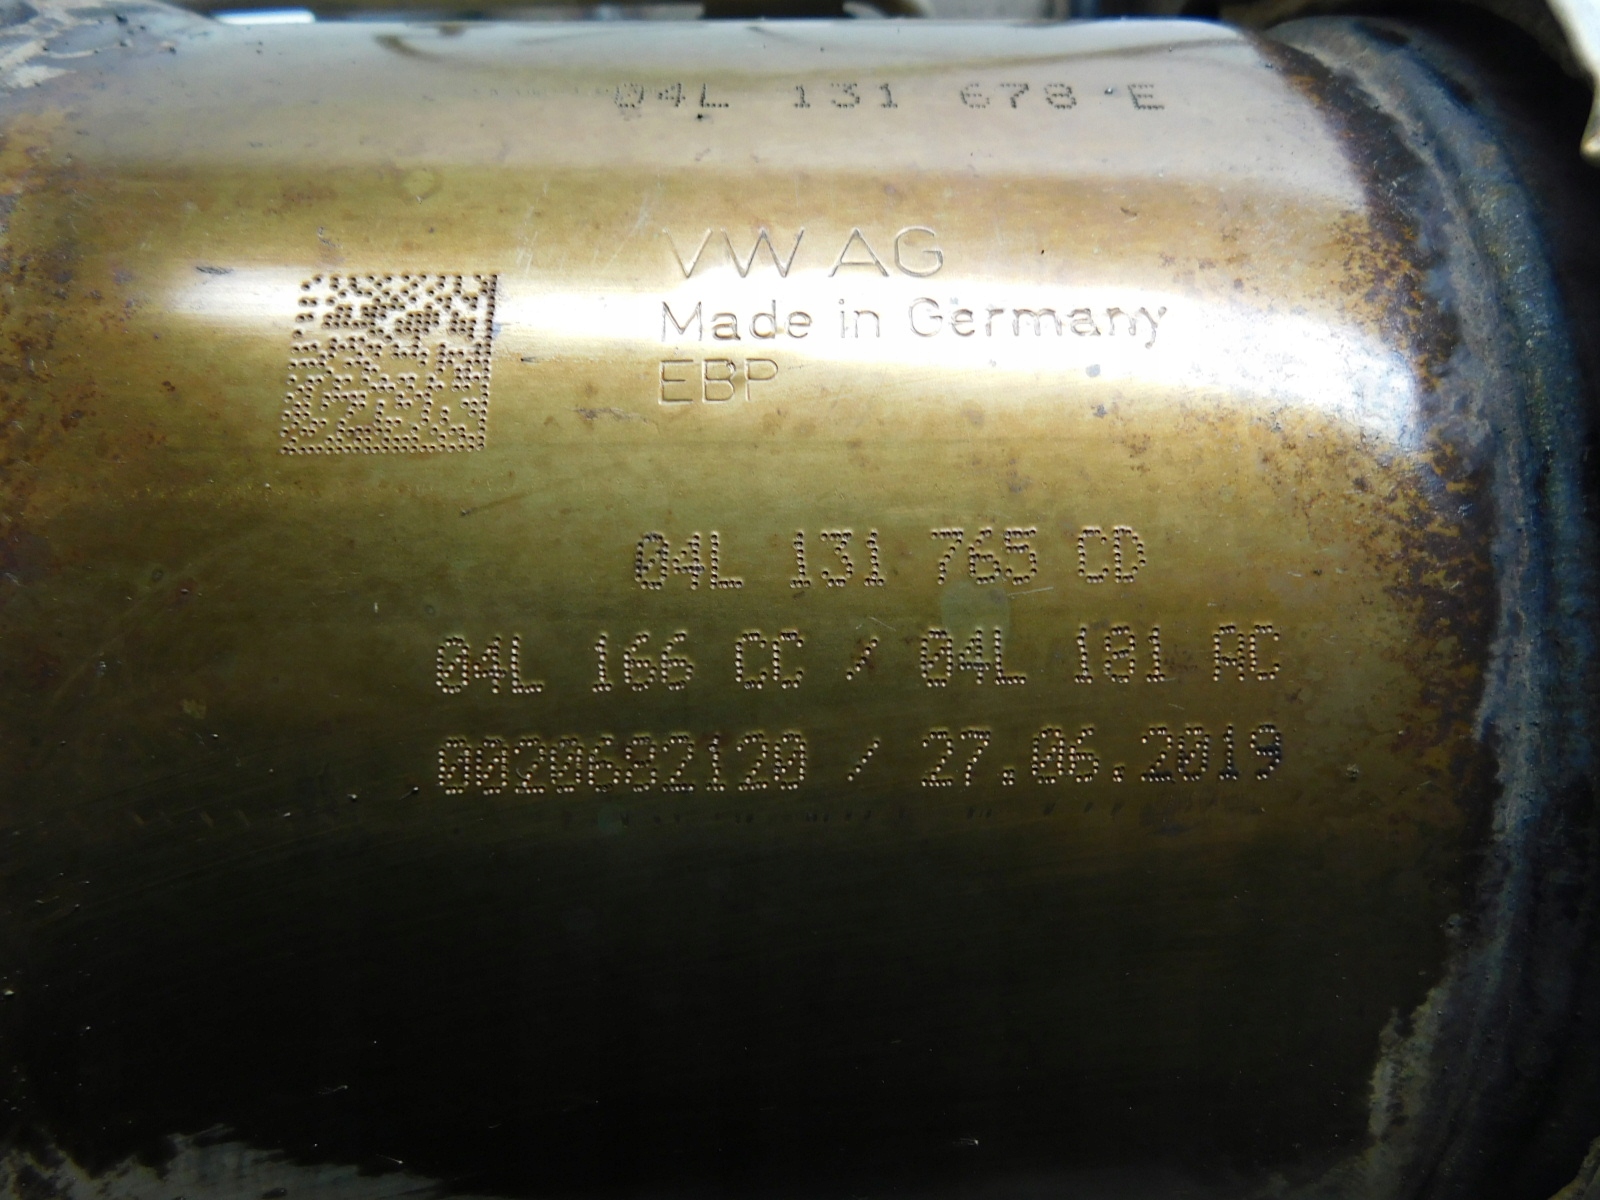 04L 131 678 E
VW AG
Made in Germany
EBP
04L 131 765 CD
04L 166 CC / 04L 181 AC
0020682120 / 27.06.2019